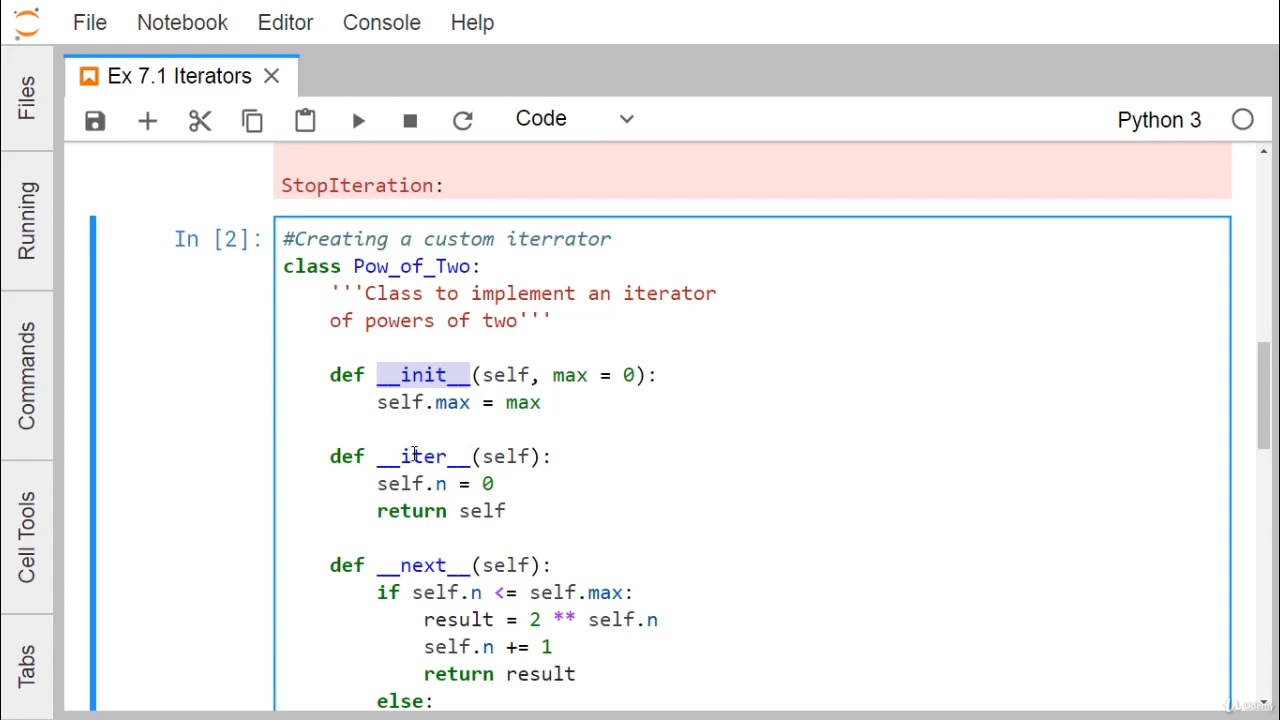 File Notebook Editor Console Help
Ex 7.1 Iterators
Code Python 3
Files
Running
Commands
Cell Tools
Tabs
StopIteration:
In [2]:
#Creating a custom iterrator
class Pow_of_Two:
'''Class to implement an iterator
of powers of two'''
def __init__(self, max = 0):
self.max = max
def __iter__(self):
self.n = 0
return self
def __next__(self):
if self.n <= self.max:
result = 2 ** self.n
self.n += 1
return result
else:
Udemy